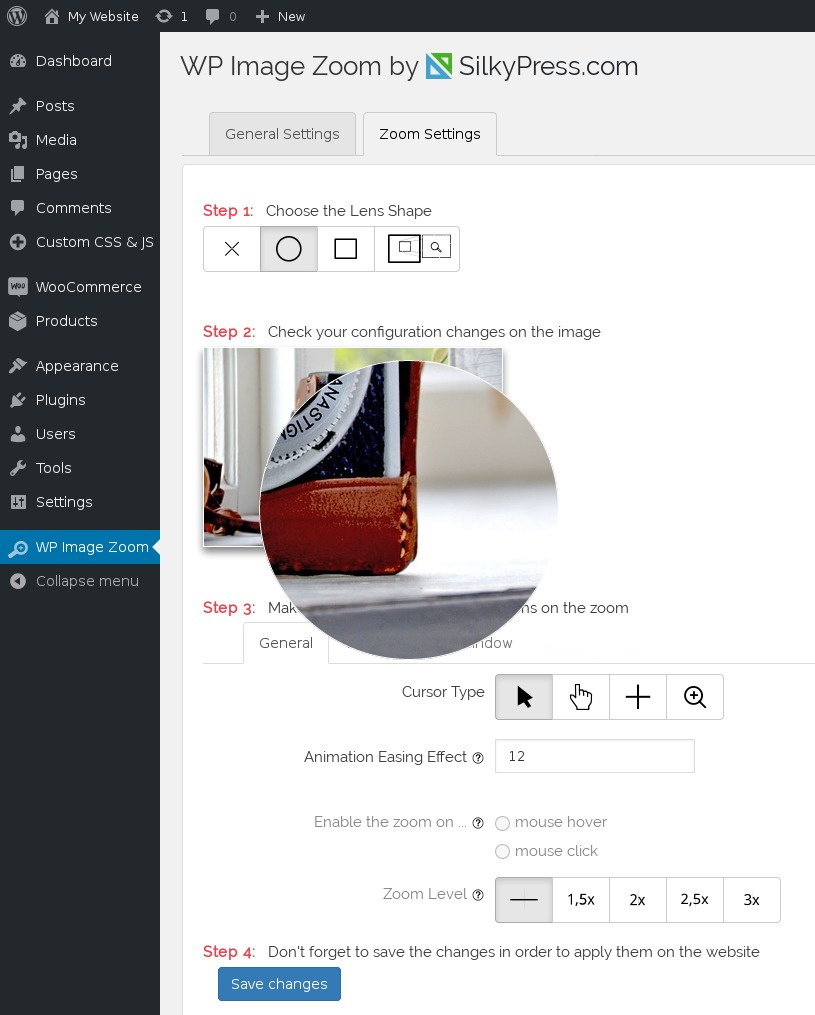 My Website 1 0 New
Dashboard
Posts
Media
Pages
Comments
Custom CSS & JS
WooCommerce
Products
Appearance
Plugins
Users
Tools
Settings
WP Image Zoom
Collapse menu
WP Image Zoom by SilkyPress.com
General Settings Zoom Settings
Step 1: Choose the Lens Shape
Step 2: Check your configuration changes on the image
ANASTIG
Step 3: Mak ns on the zoom
General ndow
Cursor Type
Animation Easing Effect ? 12
Enable the zoom on ... ? mouse hover
mouse click
Zoom Level ? 1,5x 2x 2,5x 3x
Step 4: Don't forget to save the changes in order to apply them on the website
Save changes